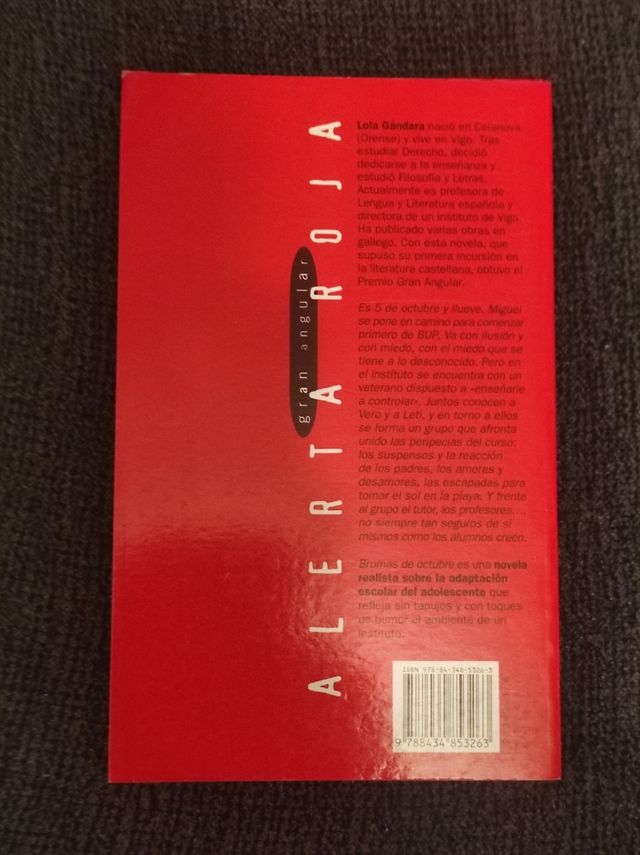 ALERTA ROJA
gran angular
Lola Gándara nació en Celanova
(Orense) y vive en Vigo. Tras
estudiar Derecho, decidió
dedicarse a la enseñanza y
estudió Filosofía y Letras.
Actualmente es profesora de
Lengua y Literatura española y
directora de un instituto de Vigo.
Ha publicado varias obras en
gallego. Con esta novela, que
supuso su primera incursión en
la literatura castellana, obtuvo el
Premio Gran Angular.
Es 5 de octubre y llueve. Miguel
se pone en camino para comenzar
primero de BUP. Va con ilusión y
con miedo, con el miedo que se
tiene a lo desconocido. Pero en
el instituto se encuentra con un
veterano dispuesto a «enseñarle
a controlar». Juntos conocen a
Vero y a Leti, y en torno a ellos
se forma un grupo que afronta
unido las peripecias del curso:
los suspensos y la reacción
de los padres, los amores y
desamores, las escapadas para
tomar el sol en la playa. Y frente
al grupo el tutor, los profesores...,
no siempre tan seguros de sí
mismos como los alumnos creen.
Brumas de octubre es una novela
realista sobre la adaptación
escolar del adolescente que
refleja sin tapujos y con toques
de humor el ambiente de un
instituto.
ISBN 978-84-348-5326-3
9 788434 853263